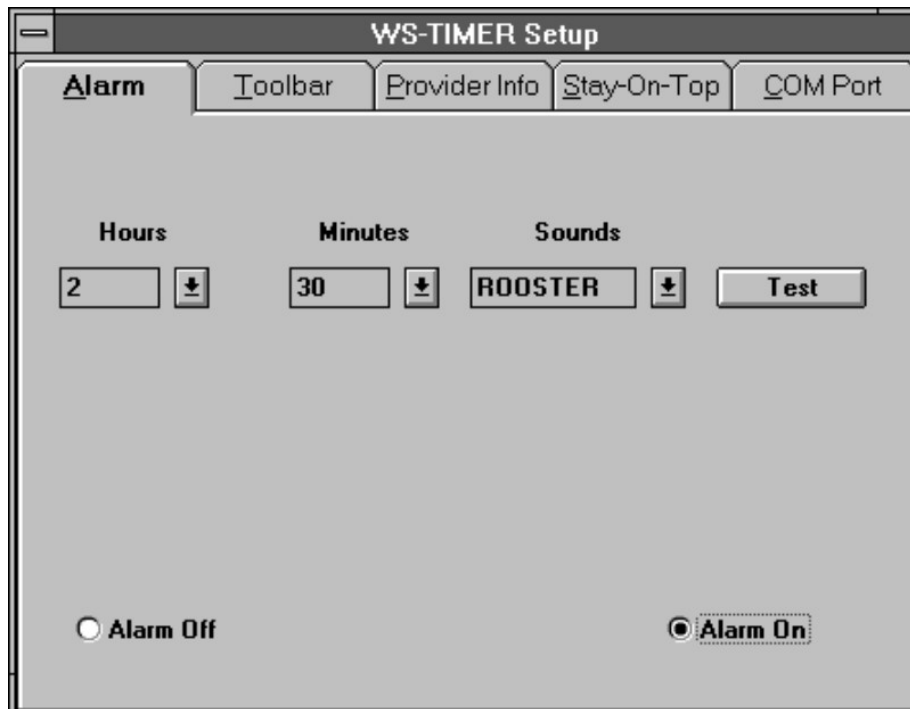 WS-TIMER Setup
Alarm Toolbar Provider Info Stay-On-Top COM Port
Hours Minutes Sounds
2 30 ROOSTER Test
Alarm Off Alarm On